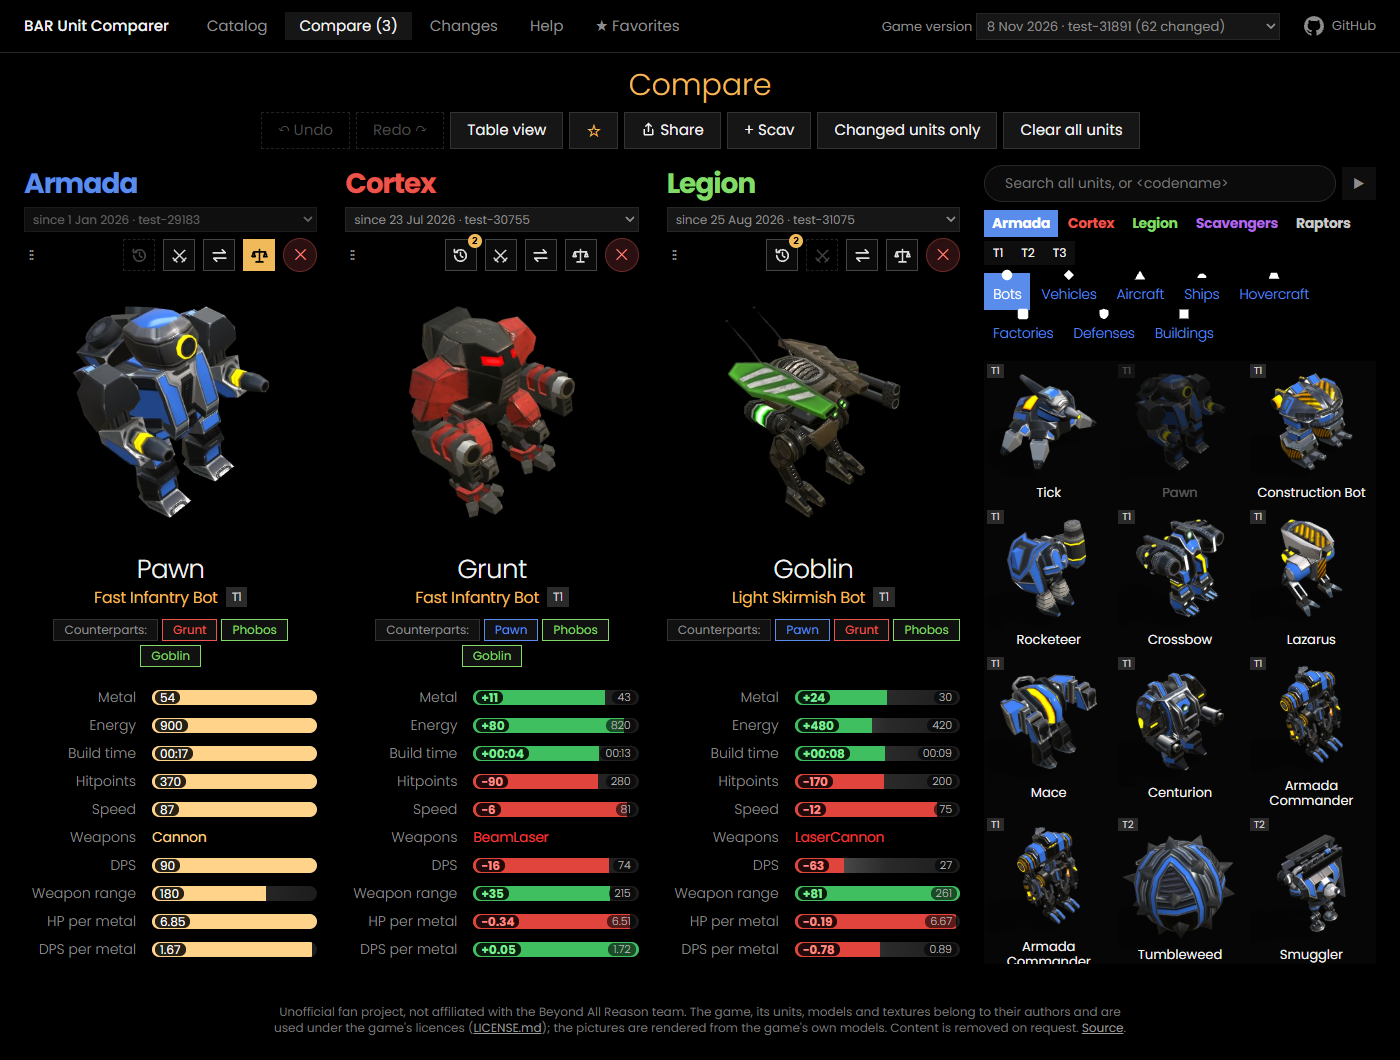 BAR Unit Comparer Catalog Compare (3) Changes Help ★ Favorites Game version 8 Nov 2026 · test-31891 (62 changed) GitHub
Compare
↶ Undo Redo ↷ Table view ☆ Share + Scav Changed units only Clear all units
Armada
since 1 Jan 2026 · test-29183
Pawn
Fast Infantry Bot T1
Counterparts: Grunt Phobos
Goblin
Metal 54
Energy 900
Build time 00:17
Hitpoints 370
Speed 87
Weapons Cannon
DPS 90
Weapon range 180
HP per metal 6.85
DPS per metal 1.67
Cortex
since 23 Jul 2026 · test-30755
2
Grunt
Fast Infantry Bot T1
Counterparts: Pawn Phobos
Goblin
Metal +11 43
Energy +80 820
Build time +00:04 00:13
Hitpoints -90 280
Speed -6 81
Weapons BeamLaser
DPS -16 74
Weapon range +35 215
HP per metal -0.34 6.51
DPS per metal +0.05 1.72
Legion
since 25 Aug 2026 · test-31075
2
Goblin
Light Skirmish Bot T1
Counterparts: Pawn Grunt Phobos
Metal +24 30
Energy +480 420
Build time +00:08 00:09
Hitpoints -170 200
Speed -12 75
Weapons LaserCannon
DPS -63 27
Weapon range +81 261
HP per metal -0.19 6.67
DPS per metal -0.78 0.89
Search all units, or <codename>
Armada Cortex Legion Scavengers Raptors
T1 T2 T3
Bots Vehicles Aircraft Ships Hovercraft
Factories Defenses Buildings
T1 T1 T1
Tick Pawn Construction Bot
T1 T1 T1
Rocketeer Crossbow Lazarus
T1 T1 T1
Mace Centurion Armada
Commander
T1 T2 T2
Armada
Commander Tumbleweed Smuggler
Unofficial fan project, not affiliated with the Beyond All Reason team. The game, its units, models and textures belong to their authors and are
used under the game's licences (LICENSE.md); the pictures are rendered from the game's own models. Content is removed on request. Source.